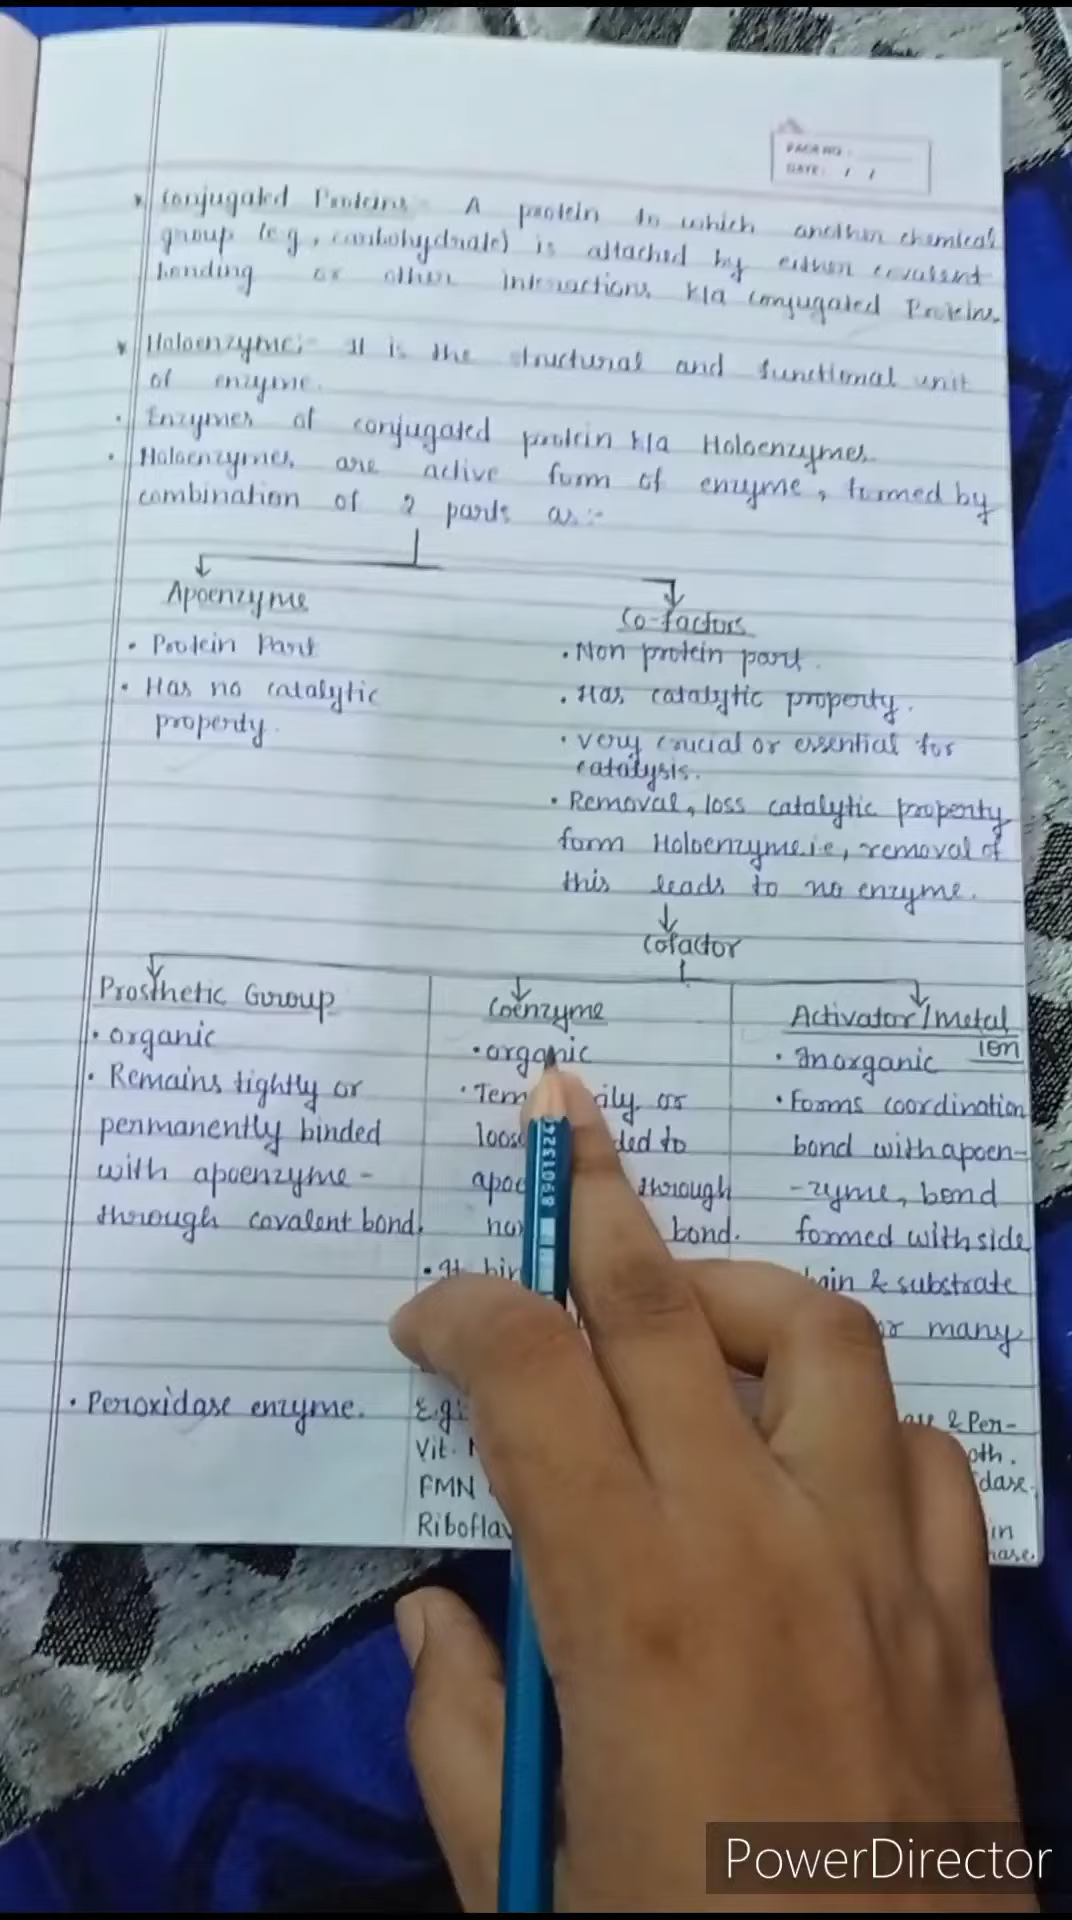 PAGE NO.:
DATE: / /
* Conjugated Proteins:- A protein to which another chemical
group (e.g, carbohydrate) is attached by either covalent
bonding or other interactions k/a conjugated Proteins.
* Holoenzyme:- It is the structural and functional unit
of enzyme.
• Enzymes of conjugated protein k/a Holoenzymes.
• Holoenzymes are active form of enzyme, formed by
combination of 2 parts as:-
Apoenzyme
• Protein Part
• Has no catalytic
property.
Co-factors
• Non protein part.
• Has catalytic property.
• very crucial or essential for
catalysis.
• Removal, loss catalytic property
form Holoenzyme i.e, removal of
this leads to no enzyme.
Cofactor
Prosthetic Group
• organic
• Remains tightly or
permanently binded
with apoenzyme -
through covalent bond.
• Peroxidase enzyme.
Coenzyme
• organic
or
to
through
bond.
• It
E.g:
Vit.
FMN
Activator/Metal
ion
• Inorganic
• Forms coordination
bond with apoen-
-zyme, bond
formed with side
& substrate
many
& Per-
in
89013246
PowerDirector